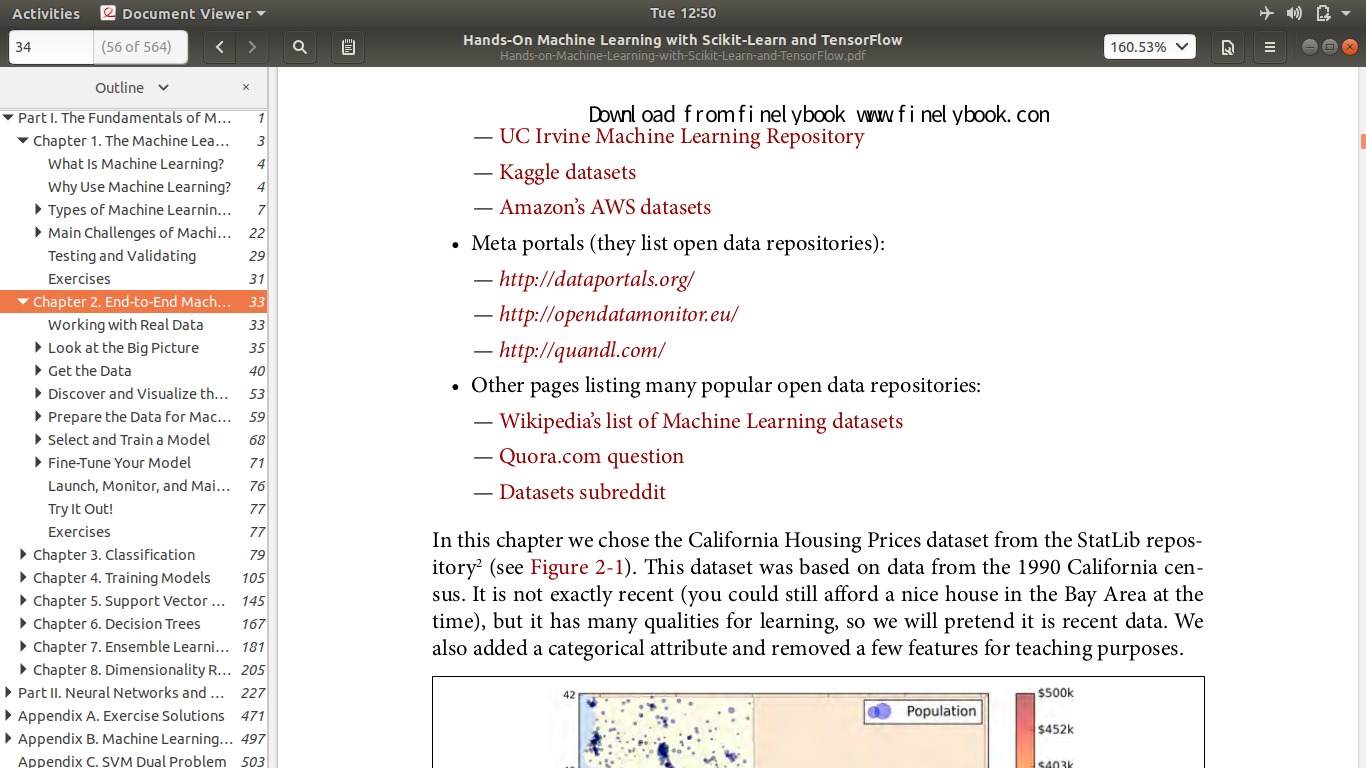 Activities Document Viewer Tue 12:50
34 (56 of 564) Hands-On Machine Learning with Scikit-Learn and TensorFlow 160.53%
Hands-on-Machine-Learning-with-Scikit-Learn-and-TensorFlow.pdf
Outline ×
Part I. The Fundamentals of M... 1
Chapter 1. The Machine Lea... 3
What Is Machine Learning? 4
Why Use Machine Learning? 4
Types of Machine Learnin... 7
Main Challenges of Machi... 22
Testing and Validating 29
Exercises 31
Chapter 2. End-to-End Mach... 33
Working with Real Data 33
Look at the Big Picture 35
Get the Data 40
Discover and Visualize th... 53
Prepare the Data for Mac... 59
Select and Train a Model 68
Fine-Tune Your Model 71
Launch, Monitor, and Mai... 76
Try It Out! 77
Exercises 77
Chapter 3. Classification 79
Chapter 4. Training Models 105
Chapter 5. Support Vector ... 145
Chapter 6. Decision Trees 167
Chapter 7. Ensemble Learni... 181
Chapter 8. Dimensionality R... 205
Part II. Neural Networks and ... 227
Appendix A. Exercise Solutions 471
Appendix B. Machine Learning... 497
Appendix C. SVM Dual Problem 503
Download from finelybook www.finelybook.com
— UC Irvine Machine Learning Repository
— Kaggle datasets
— Amazon’s AWS datasets
• Meta portals (they list open data repositories):
— http://dataportals.org/
— http://opendatamonitor.eu/
— http://quandl.com/
• Other pages listing many popular open data repositories:
— Wikipedia’s list of Machine Learning datasets
— Quora.com question
— Datasets subreddit
In this chapter we chose the California Housing Prices dataset from the StatLib repos-
itory² (see Figure 2-1). This dataset was based on data from the 1990 California cen-
sus. It is not exactly recent (you could still afford a nice house in the Bay Area at the
time), but it has many qualities for learning, so we will pretend it is recent data. We
also added a categorical attribute and removed a few features for teaching purposes.
42 $500k
Population
$452k
$403k